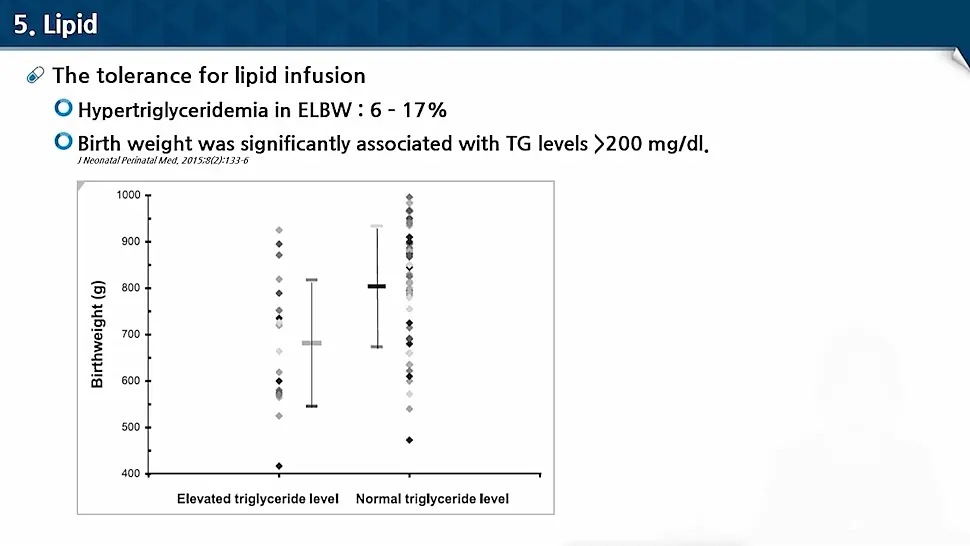 5. Lipid
The tolerance for lipid infusion
Hypertriglyceridemia in ELBW : 6 - 17%
Birth weight was significantly associated with TG levels >200 mg/dl.
J Neonatal Perinatal Med, 2015;8(2):133-6
Birthweight (g)
1000
900
800
700
600
500
400
Elevated triglyceride level
Normal triglyceride level